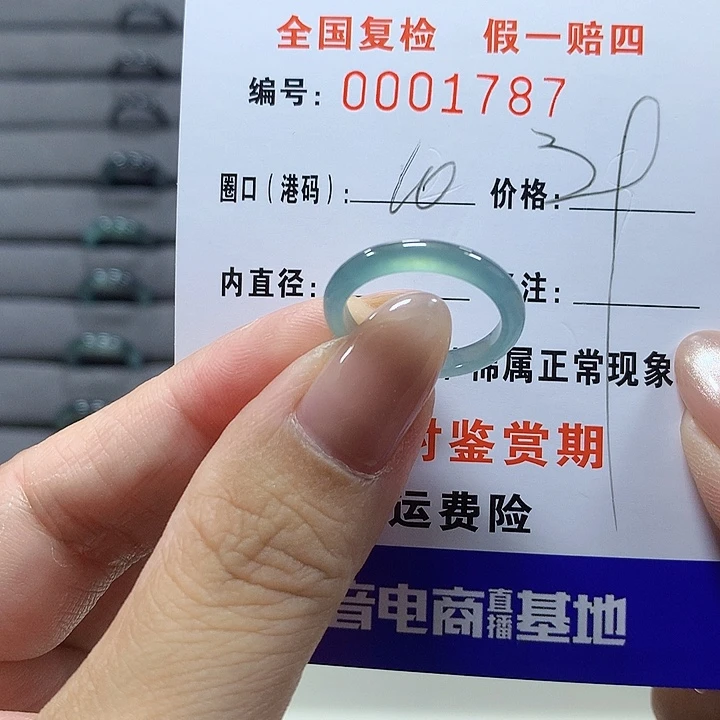 全国复检 假一赔四
编号：0001787
圈口（港码）：10 价格：
内直径： 注：
属正常现象
时鉴赏期
运费险
音电商直播基地